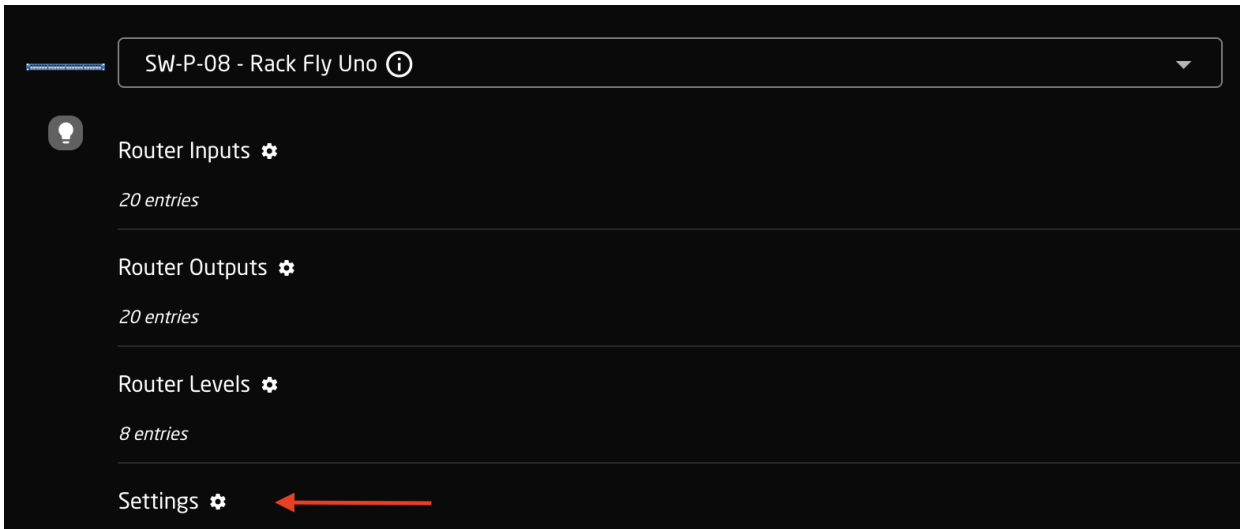 SW-P-08 - Rack Fly Uno
Router Inputs
20 entries
Router Outputs
20 entries
Router Levels
8 entries
Settings